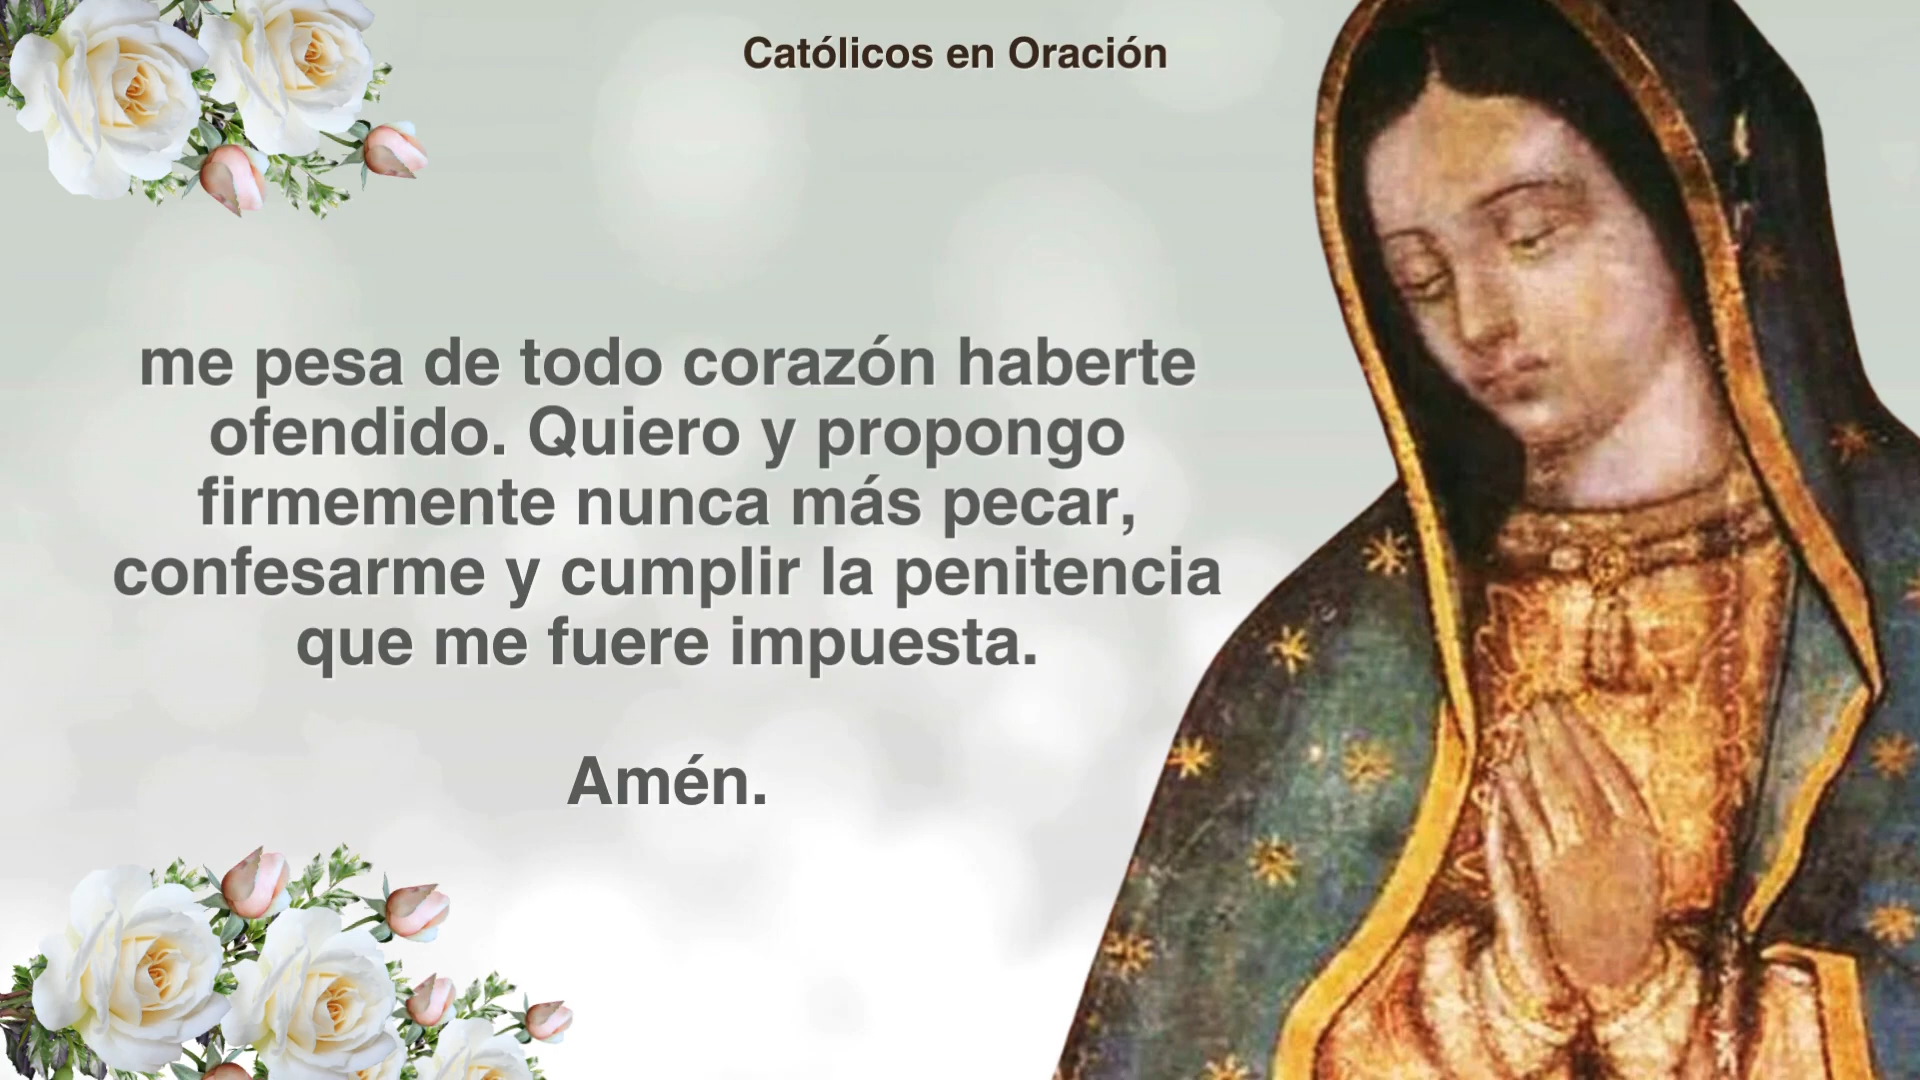 Católicos en Oración
me pesa de todo corazón haberte
ofendido. Quiero y propongo
firmemente nunca más pecar,
confesarme y cumplir la penitencia
que me fuere impuesta.
Amén.